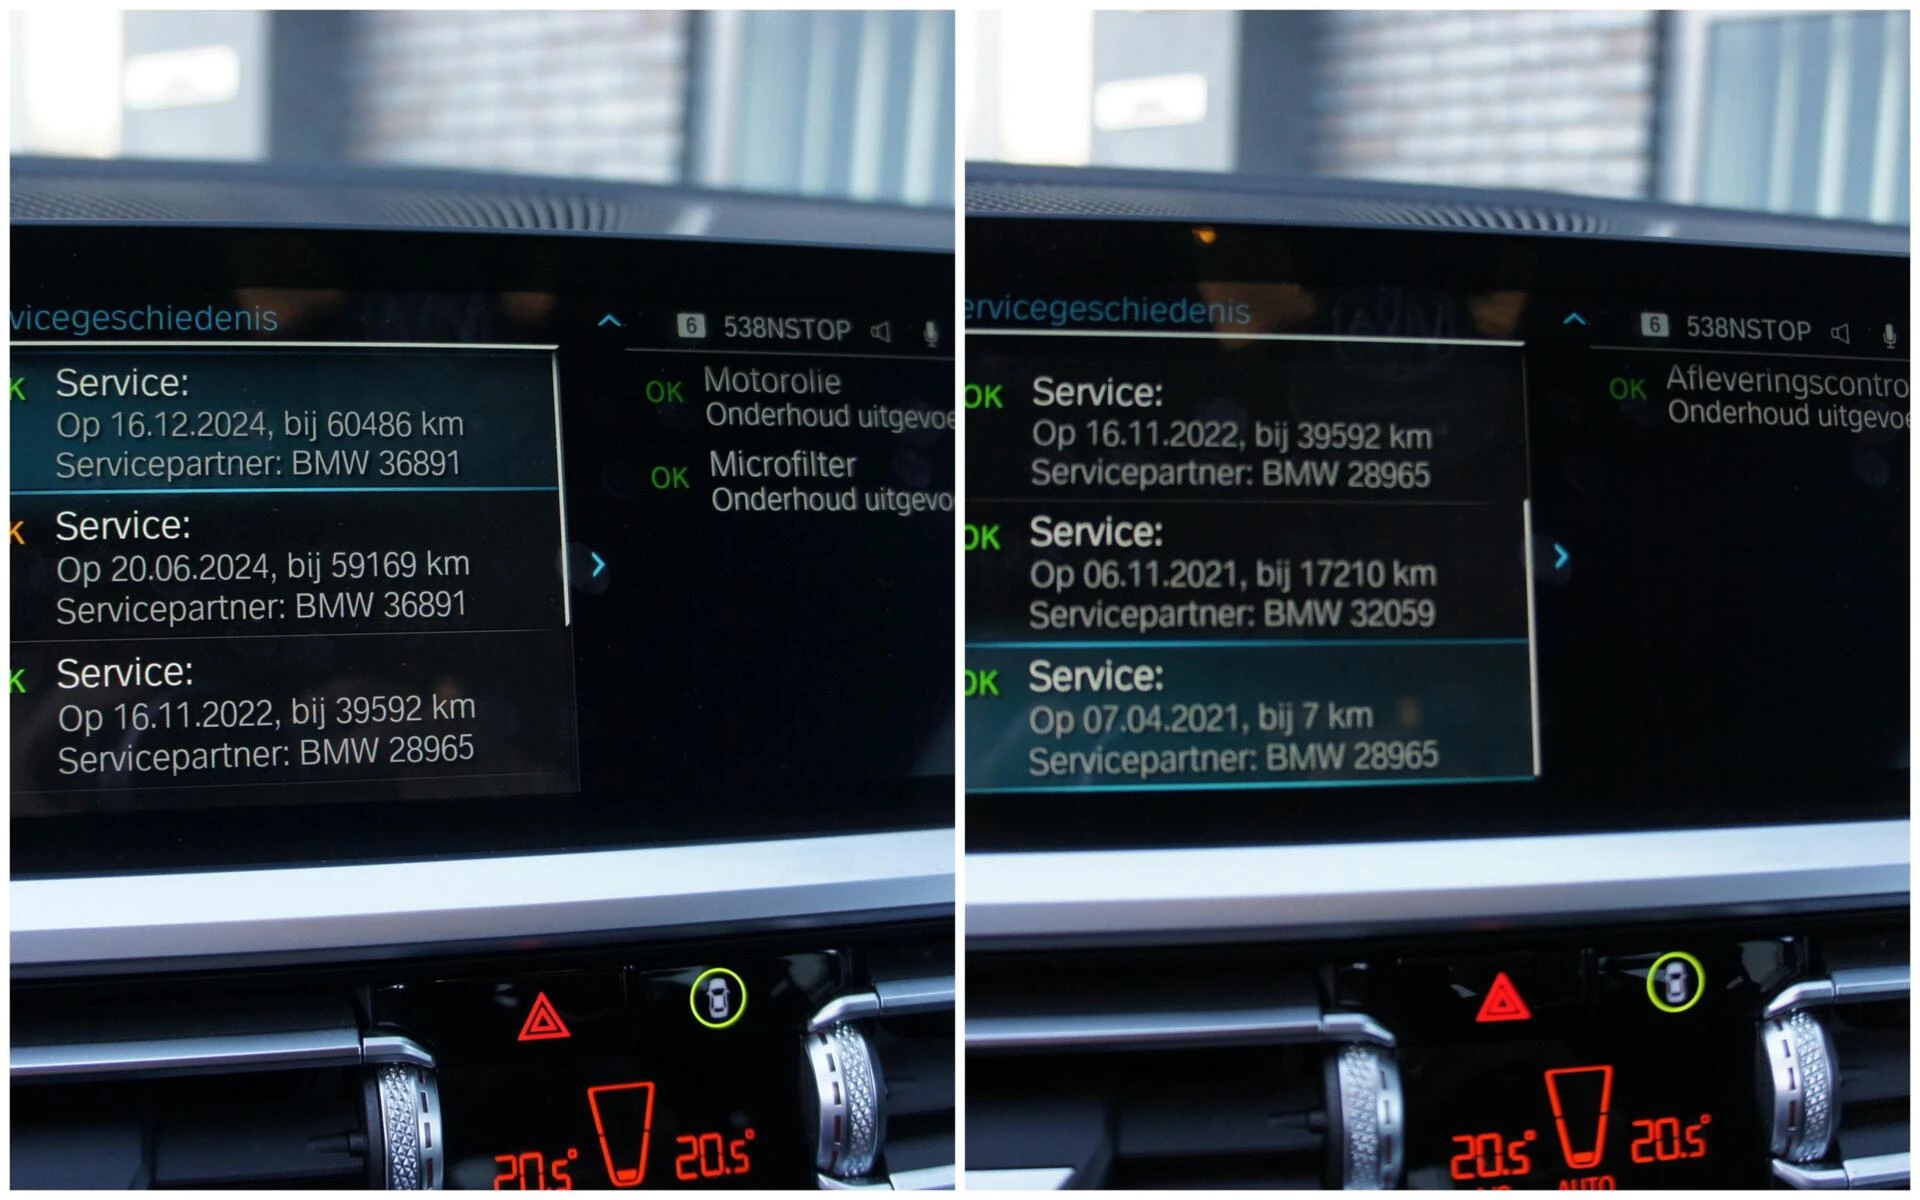 vicegeschiedenis
K Service:
Op 16.12.2024, bij 60486 km
Servicepartner: BMW 36891
K Service:
Op 20.06.2024, bij 59169 km
Servicepartner: BMW 36891
K Service:
Op 16.11.2022, bij 39592 km
Servicepartner: BMW 28965
6 538NSTOP
OK Motorolie
Onderhoud uitgevoe
OK Microfilter
Onderhoud uitgevo
20.5° 20.5°
ervicegeschiedenis
OK Service:
Op 16.11.2022, bij 39592 km
Servicepartner: BMW 28965
OK Service:
Op 06.11.2021, bij 17210 km
Servicepartner: BMW 32059
OK Service:
Op 07.04.2021, bij 7 km
Servicepartner: BMW 28965
6 538NSTOP
OK Afleveringscontro
Onderhoud uitgevoe
20.5° 20.5°
AUTO